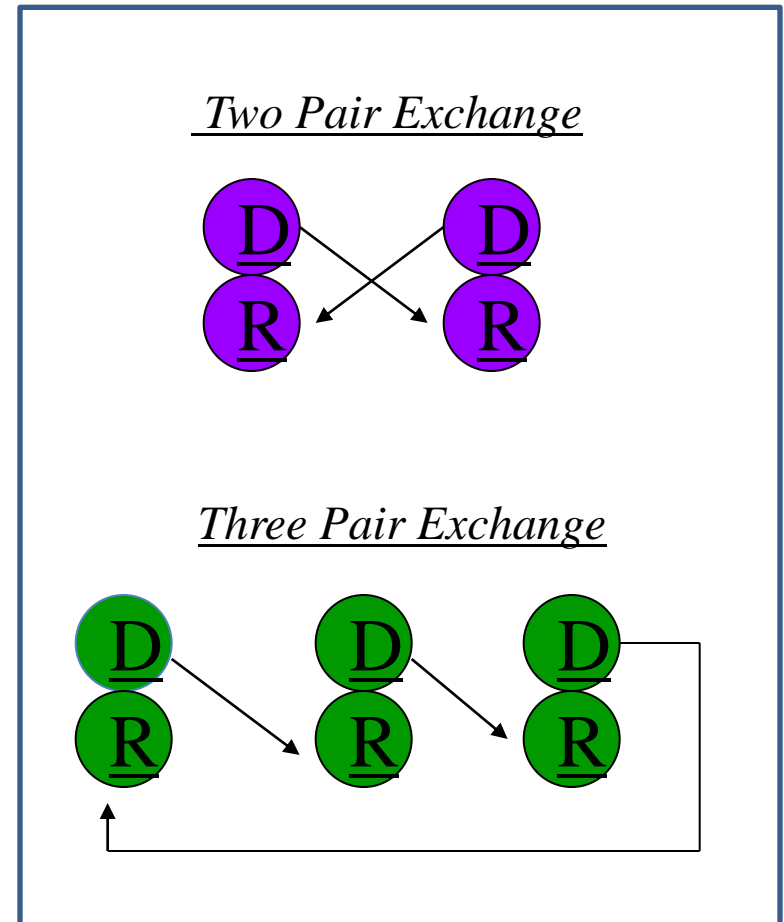 Two Pair Exchange
D D
R R
Three Pair Exchange
D D D
R R R